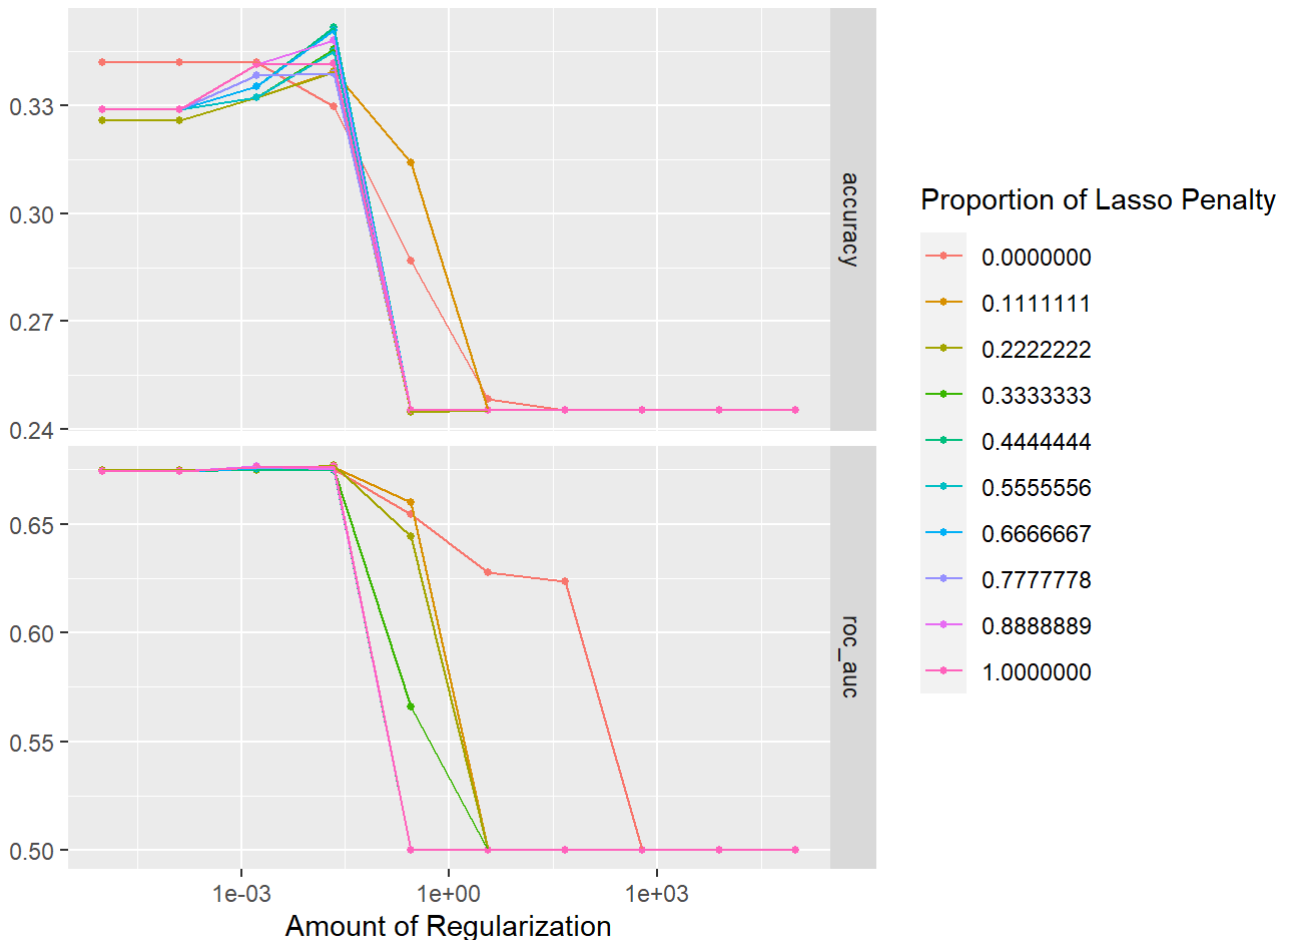 0.33
0.30
0.27
0.24
accuracy
0.65
0.60
0.55
0.50
roc_auc
1e-03
1e+00
1e+03
Amount of Regularization
Proportion of Lasso Penalty
0.0000000
0.1111111
0.2222222
0.3333333
0.4444444
0.5555556
0.6666667
0.7777778
0.8888889
1.0000000